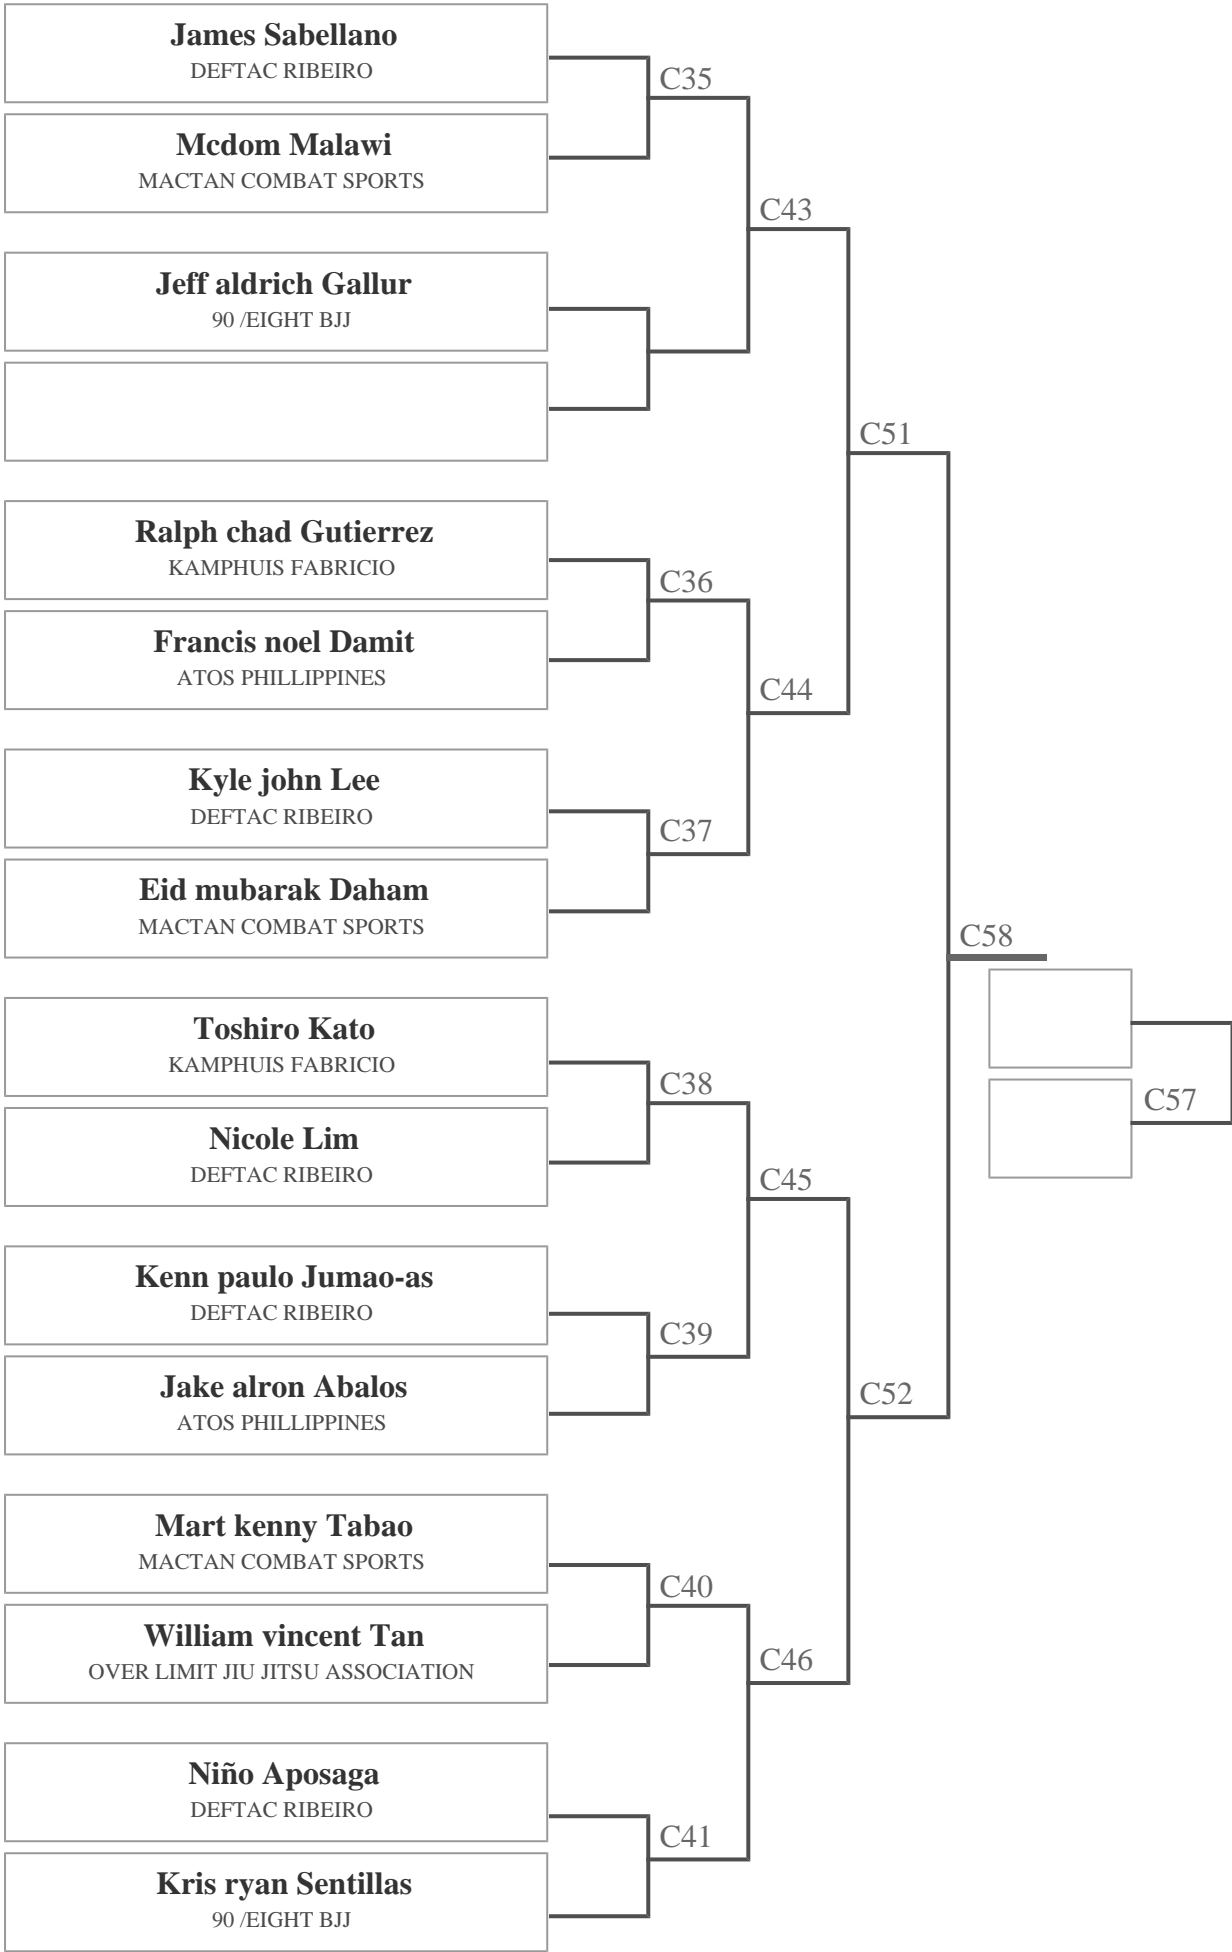 James Sabellano
DEFTAC RIBEIRO
C35
Mcdom Malawi
MACTAN COMBAT SPORTS
C43
Jeff aldrich Gallur
90 /EIGHT BJJ
C51
Ralph chad Gutierrez
KAMPHUIS FABRICIO
C36
Francis noel Damit
ATOS PHILLIPPINES
C44
Kyle john Lee
DEFTAC RIBEIRO
C37
Eid mubarak Daham
MACTAN COMBAT SPORTS
C58
Toshiro Kato
KAMPHUIS FABRICIO
C38
C57
Nicole Lim
DEFTAC RIBEIRO
C45
Kenn paulo Jumao-as
DEFTAC RIBEIRO
C39
Jake alron Abalos
ATOS PHILLIPPINES
C52
Mart kenny Tabao
MACTAN COMBAT SPORTS
C40
William vincent Tan
OVER LIMIT JIU JITSU ASSOCIATION
C46
Niño Aposaga
DEFTAC RIBEIRO
C41
Kris ryan Sentillas
90 /EIGHT BJJ